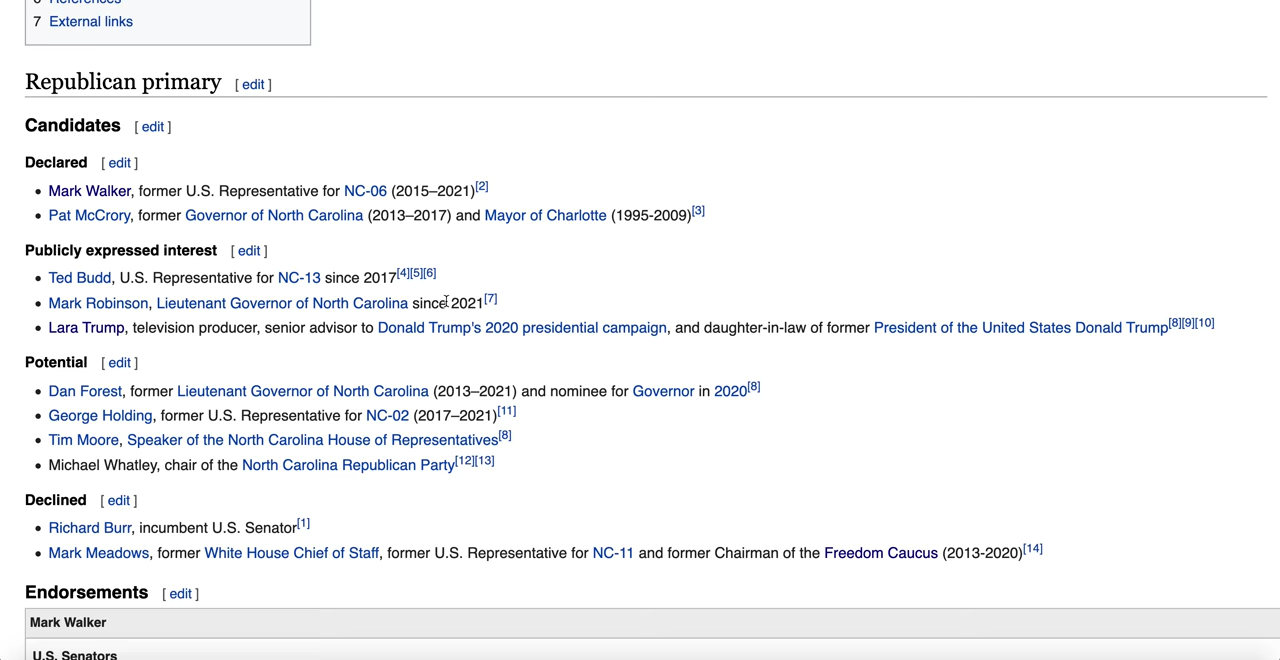 7 External links
Republican primary [ edit ]
Candidates [ edit ]
Declared [ edit ]
• Mark Walker, former U.S. Representative for NC-06 (2015–2021)[2]
• Pat McCrory, former Governor of North Carolina (2013–2017) and Mayor of Charlotte (1995-2009)[3]
Publicly expressed interest [ edit ]
• Ted Budd, U.S. Representative for NC-13 since 2017[4][5][6]
• Mark Robinson, Lieutenant Governor of North Carolina since 2021[7]
• Lara Trump, television producer, senior advisor to Donald Trump's 2020 presidential campaign, and daughter-in-law of former President of the United States Donald Trump[8][9][10]
Potential [ edit ]
• Dan Forest, former Lieutenant Governor of North Carolina (2013–2021) and nominee for Governor in 2020[8]
• George Holding, former U.S. Representative for NC-02 (2017–2021)[11]
• Tim Moore, Speaker of the North Carolina House of Representatives[8]
• Michael Whatley, chair of the North Carolina Republican Party[12][13]
Declined [ edit ]
• Richard Burr, incumbent U.S. Senator[1]
• Mark Meadows, former White House Chief of Staff, former U.S. Representative for NC-11 and former Chairman of the Freedom Caucus (2013-2020)[14]
Endorsements [ edit ]
Mark Walker
U.S. Senators